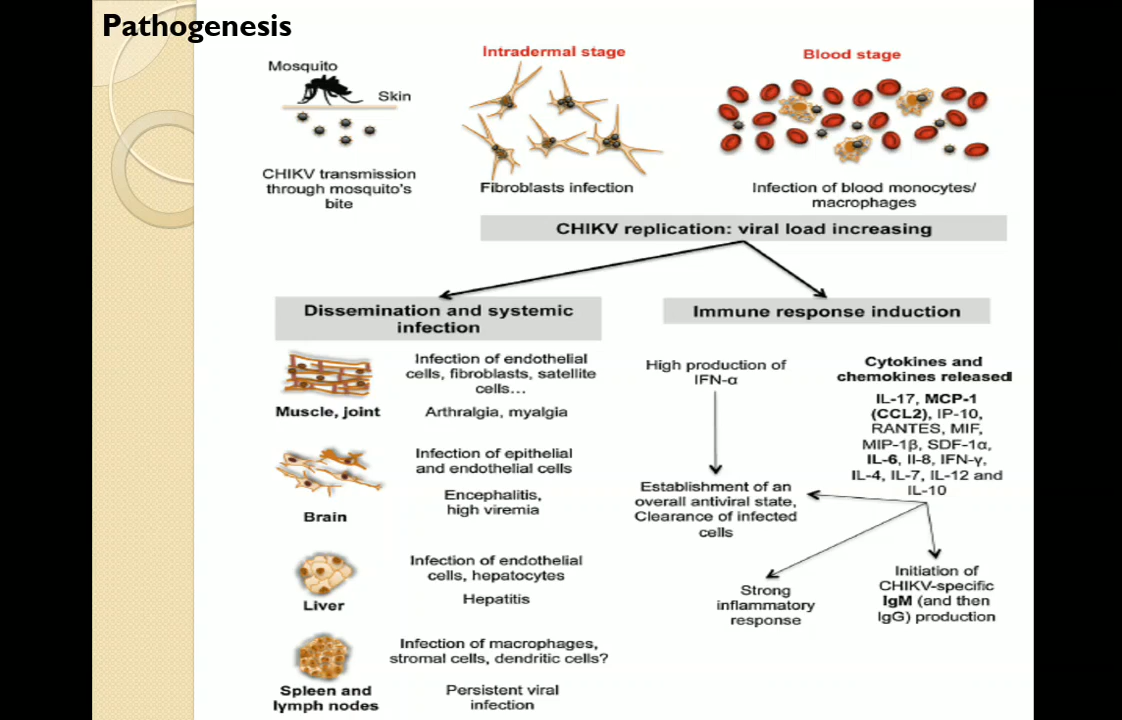 Pathogenesis
Mosquito
Skin
CHIKV transmission
through mosquito's
bite
Intradermal stage
Fibroblasts infection
Blood stage
Infection of blood monocytes/
macrophages
CHIKV replication: viral load increasing
Dissemination and systemic
infection
Muscle, joint
Infection of endothelial
cells, fibroblasts, satellite
cells...
Arthralgia, myalgia
Brain
Infection of epithelial
and endothelial cells
Encephalitis,
high viremia
Liver
Infection of endothelial
cells, hepatocytes
Hepatitis
Spleen and
lymph nodes
Infection of macrophages,
stromal cells, dendritic cells?
Persistent viral
infection
Immune response induction
High production of
IFN-α
Establishment of an
overall antiviral state,
Clearance of infected
cells
Cytokines and
chemokines released
IL-17, MCP-1
(CCL2), IP-10,
RANTES, MIF,
MIP-1β, SDF-1α,
IL-6, Il-8, IFN-γ,
IL-4, IL-7, IL-12 and
IL-10
Strong
inflammatory
response
Initiation of
CHIKV-specific
IgM (and then
IgG) production